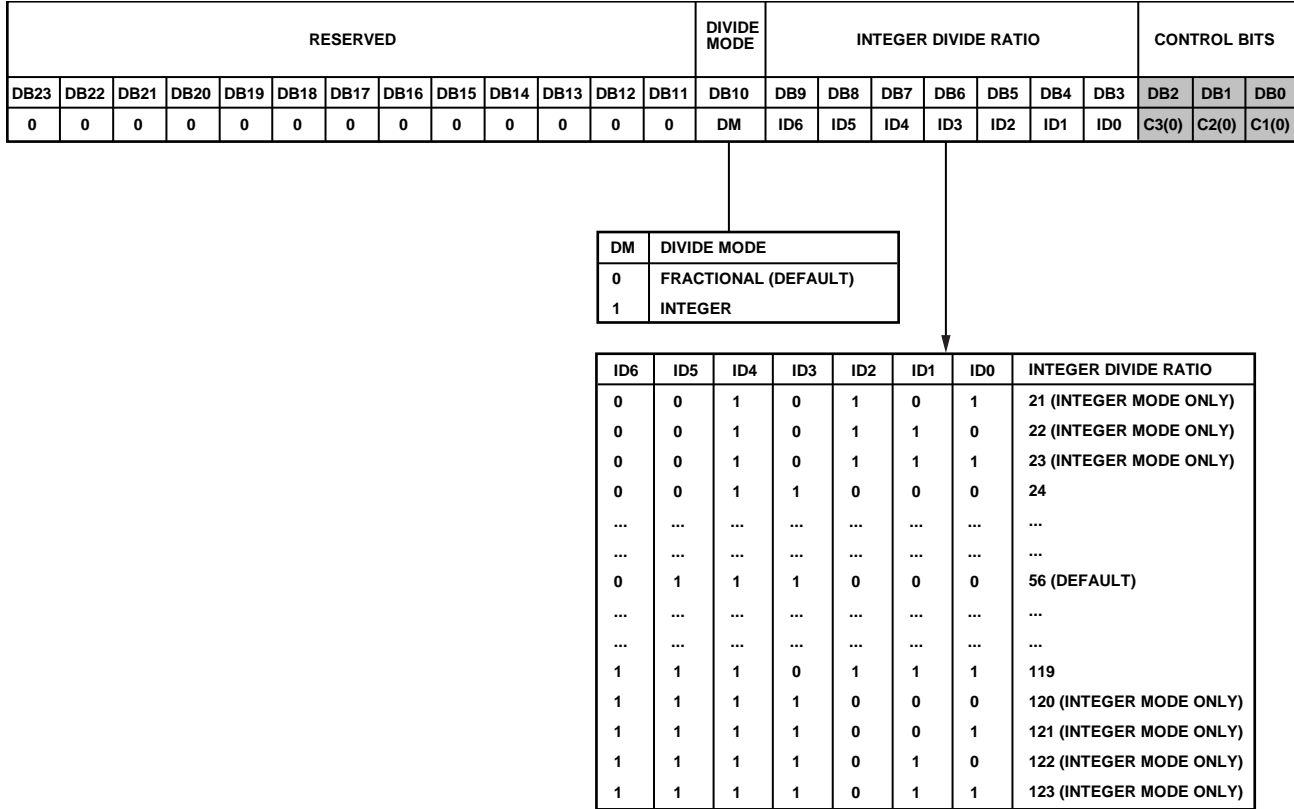 RESERVED DIVIDE MODE INTEGER DIVIDE RATIO CONTROL BITS
DB23 DB22 DB21 DB20 DB19 DB18 DB17 DB16 DB15 DB14 DB13 DB12 DB11 DB10 DB9 DB8 DB7 DB6 DB5 DB4 DB3 DB2 DB1 DB0
0 0 0 0 0 0 0 0 0 0 0 0 0 DM ID6 ID5 ID4 ID3 ID2 ID1 ID0 C3(0) C2(0) C1(0)
DM DIVIDE MODE
0 FRACTIONAL (DEFAULT)
1 INTEGER
ID6 ID5 ID4 ID3 ID2 ID1 ID0 INTEGER DIVIDE RATIO
0 0 1 0 1 0 1 21 (INTEGER MODE ONLY)
0 0 1 0 1 1 0 22 (INTEGER MODE ONLY)
0 0 1 0 1 1 1 23 (INTEGER MODE ONLY)
0 0 1 1 0 0 0 24
... ... ... ... ... ... ... ...
... ... ... ... ... ... ... ...
0 1 1 1 0 0 0 56 (DEFAULT)
... ... ... ... ... ... ... ...
... ... ... ... ... ... ... ...
1 1 1 0 1 1 1 119
1 1 1 1 0 0 0 120 (INTEGER MODE ONLY)
1 1 1 1 0 0 1 121 (INTEGER MODE ONLY)
1 1 1 1 0 1 0 122 (INTEGER MODE ONLY)
1 1 1 1 0 1 1 123 (INTEGER MODE ONLY)